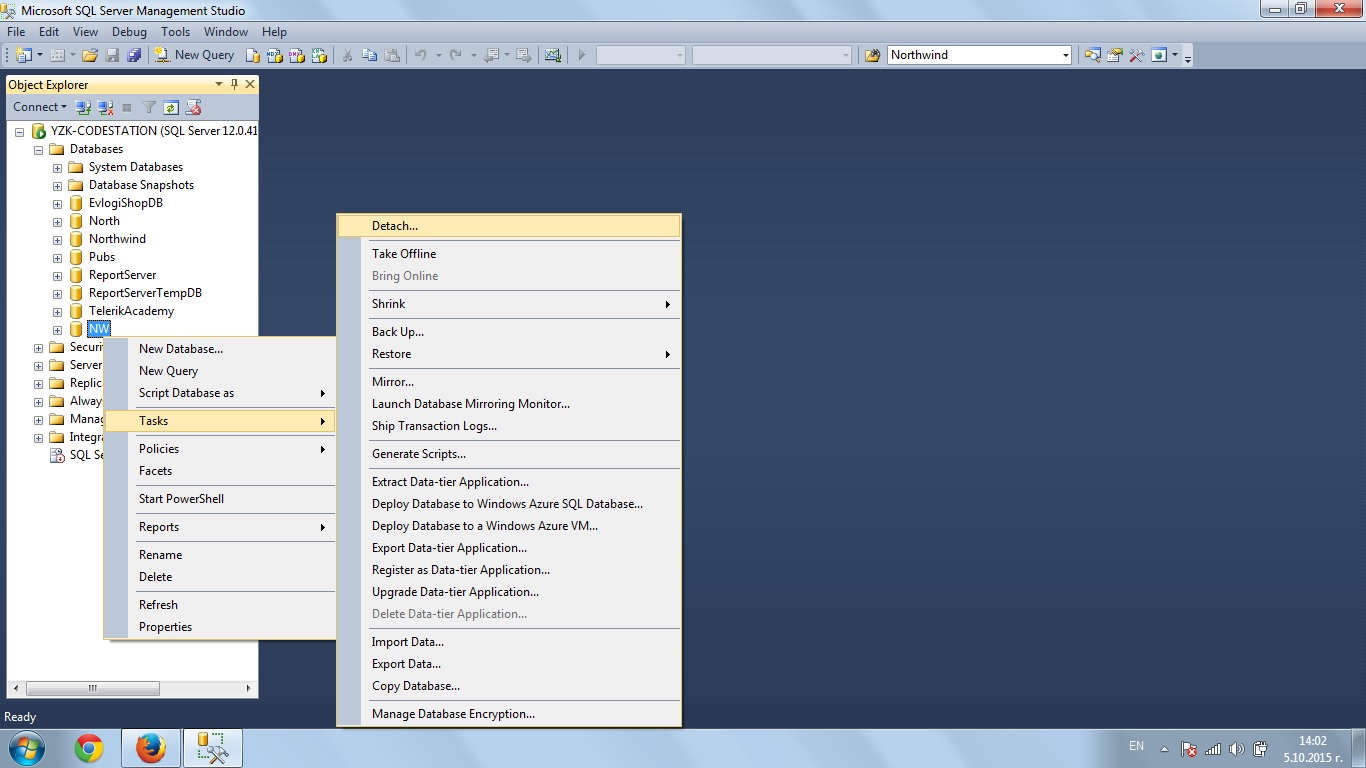 Microsoft SQL Server Management Studio
File Edit View Debug Tools Window Help
New Query
Northwind
Object Explorer
Connect
YZK-CODESTATION (SQL Server 12.0.41
Databases
System Databases
Database Snapshots
EvlogiShopDB
North
Northwind
Pubs
ReportServer
ReportServerTempDB
TelerikAcademy
NW
Securi
Server
Replic
Alway
Manag
Integra
SQL Se
New Database...
New Query
Script Database as
Tasks
Policies
Facets
Start PowerShell
Reports
Rename
Delete
Refresh
Properties
Detach...
Take Offline
Bring Online
Shrink
Back Up...
Restore
Mirror...
Launch Database Mirroring Monitor...
Ship Transaction Logs...
Generate Scripts...
Extract Data-tier Application...
Deploy Database to Windows Azure SQL Database...
Deploy Database to a Windows Azure VM...
Export Data-tier Application...
Register as Data-tier Application...
Upgrade Data-tier Application...
Delete Data-tier Application...
Import Data...
Export Data...
Copy Database...
Manage Database Encryption...
Ready
EN
14:02
5.10.2015 г.